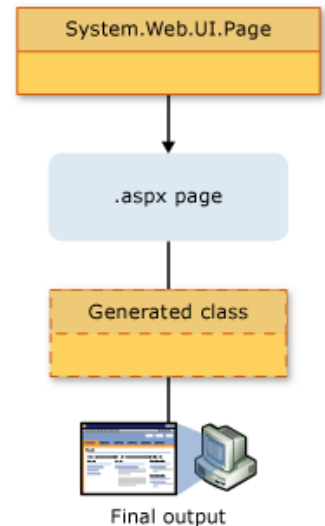 System.Web.UI.Page
.aspx page
Generated class
Final output